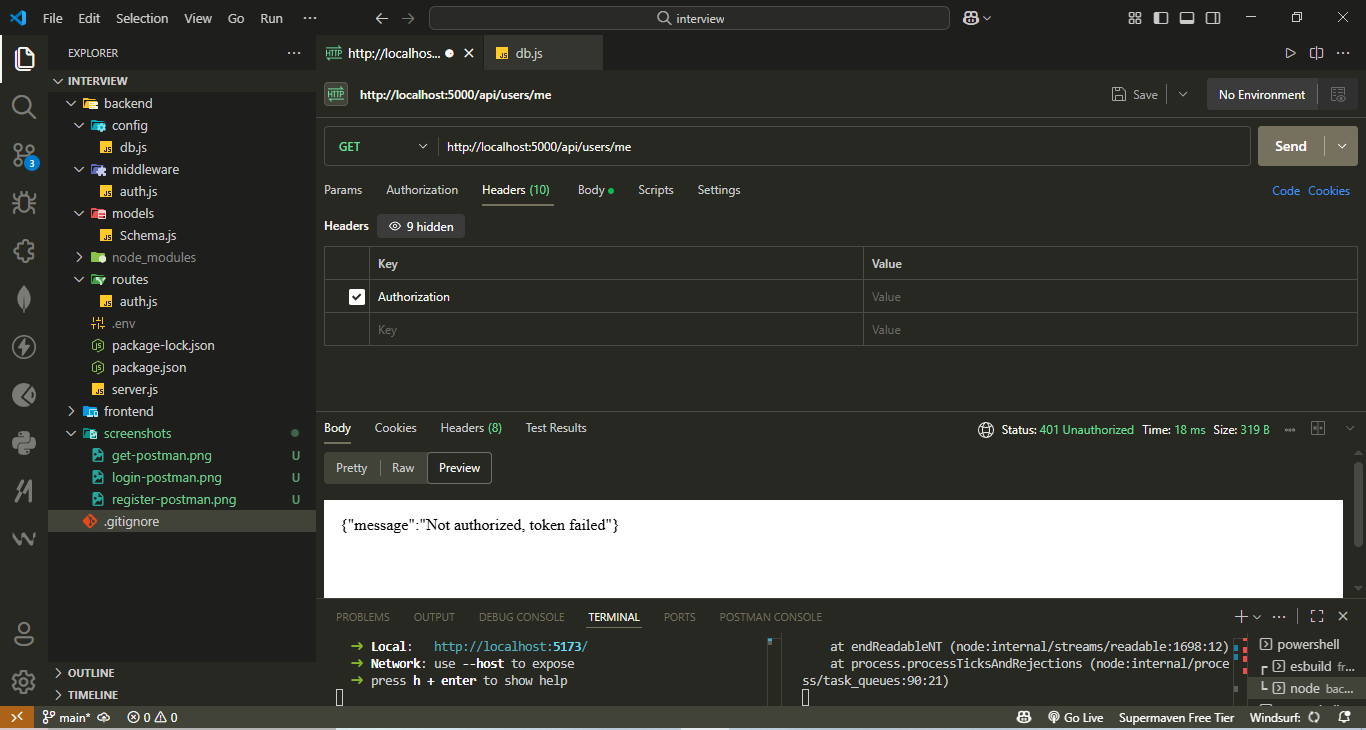 File Edit Selection View Go Run ···
interview
EXPLORER
INTERVIEW
backend
config
db.js
middleware
auth.js
models
Schema.js
node_modules
routes
auth.js
.env
package-lock.json
package.json
server.js
frontend
screenshots
get-postman.png U
login-postman.png U
register-postman.png U
.gitignore
OUTLINE
TIMELINE
3
HTTP http://localhos... db.js
HTTP http://localhost:5000/api/users/me Save No Environment
GET http://localhost:5000/api/users/me Send
Params Authorization Headers (10) Body Scripts Settings Code Cookies
Headers 9 hidden
Key Value
Authorization Value
Key Value
Body Cookies Headers (8) Test Results Status: 401 Unauthorized Time: 18 ms Size: 319 B
Pretty Raw Preview
{"message":"Not authorized, token failed"}
PROBLEMS OUTPUT DEBUG CONSOLE TERMINAL PORTS POSTMAN CONSOLE
➜ Local: http://localhost:5173/
➜ Network: use --host to expose
➜ press h + enter to show help
at endReadableNT (node:internal/streams/readable:1698:12)
at process.processTicksAndRejections (node:internal/proce
ss/task_queues:90:21)
powershell
esbuild fr...
node bac...
main* 0 0 Go Live Supermaven Free Tier Windsurf: